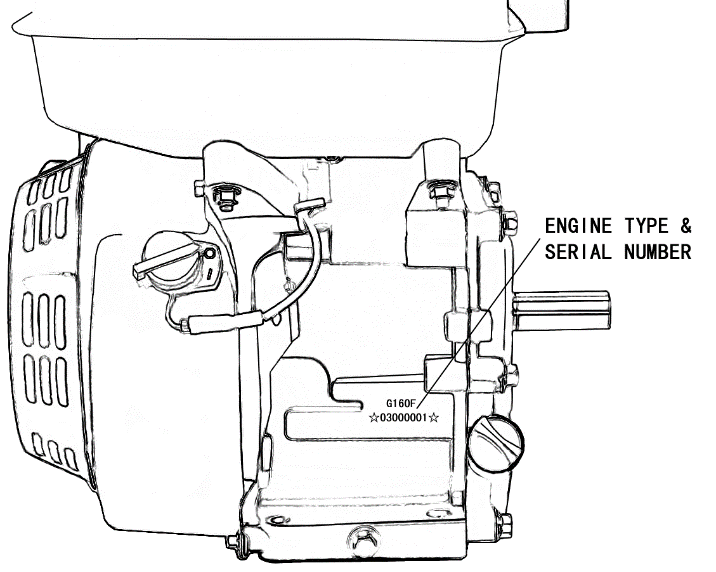 ENGINE TYPE &
SERIAL NUMBER
G160F
☆03000001☆